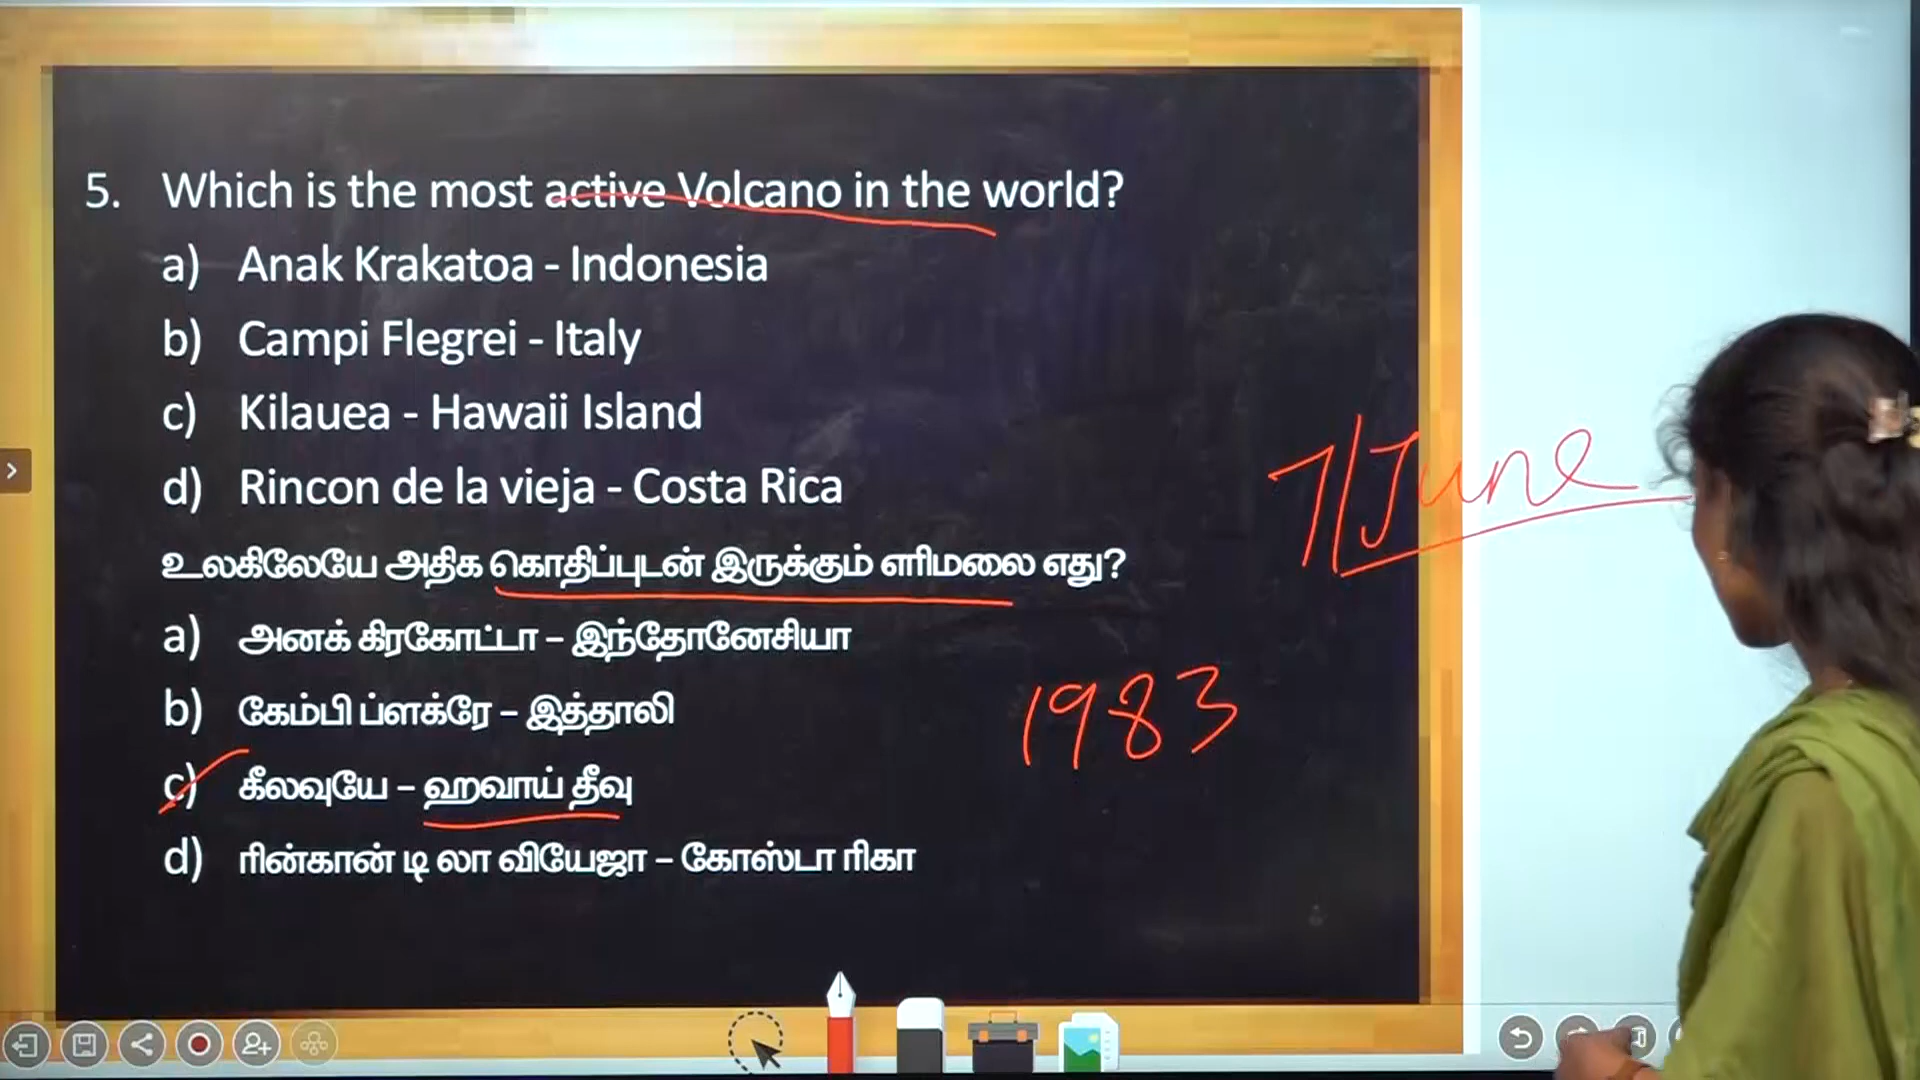 5. Which is the most active Volcano in the world?
a) Anak Krakatoa - Indonesia
b) Campi Flegrei - Italy
c) Kilauea - Hawaii Island
d) Rincon de la vieja - Costa Rica
7/June
உலகிலேயே அதிக கொதிப்புடன் இருக்கும் எரிமலை எது?
a) அனக் கிரகோட்டா – இந்தோனேசியா
b) கேம்பி ப்ளக்ரே – இத்தாலி
1983
c) கீலவுயே – ஹவாய் தீவு
d) ரின்கான் டி லா வியேஜா – கோஸ்டா ரிகா